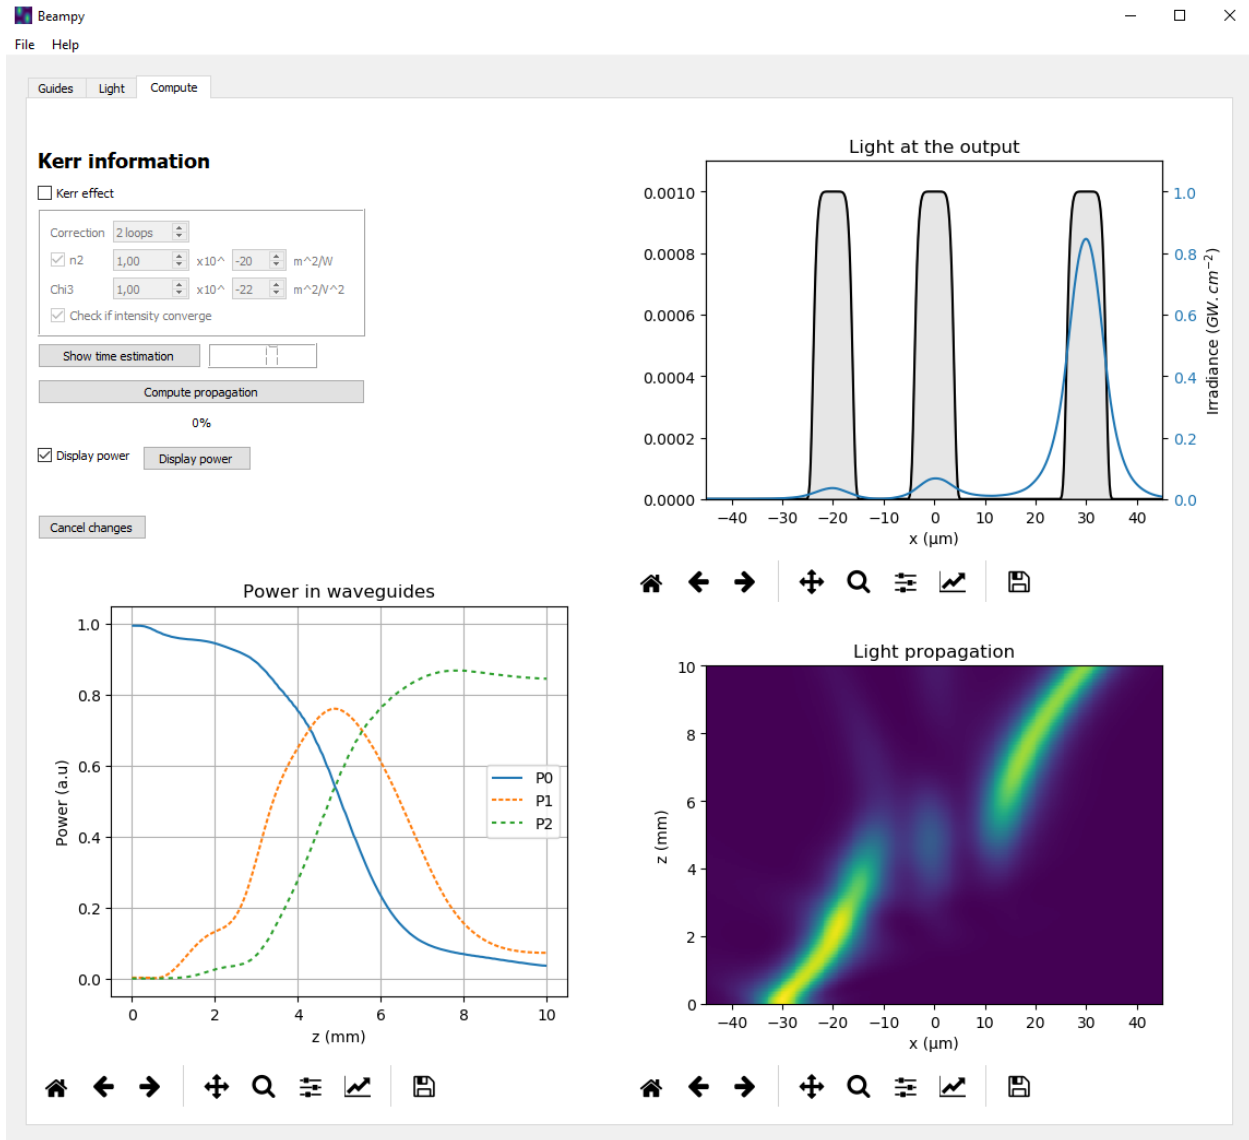 Beampy
File Help
Guides Light Compute
Kerr information
Kerr effect
Correction 2 loops
n2 1,00 x10^ -20 m^2/W
Chi3 1,00 x10^ -22 m^2/V^2
Check if intensity converge
Show time estimation
Compute propagation
0%
Display power Display power
Cancel changes
Light at the output
0.0010
0.0008
0.0006
0.0004
0.0002
0.0000
1.0
0.8
0.6
0.4
0.2
0.0
Irradiance (GW.cm⁻²)
−40 −30 −20 −10 0 10 20 30 40
x (μm)
Power in waveguides
1.0
0.8
0.6
0.4
0.2
0.0
Power (a.u)
P0
P1
P2
0 2 4 6 8 10
z (mm)
Light propagation
10
8
6
4
2
0
z (mm)
−40 −30 −20 −10 0 10 20 30 40
x (μm)